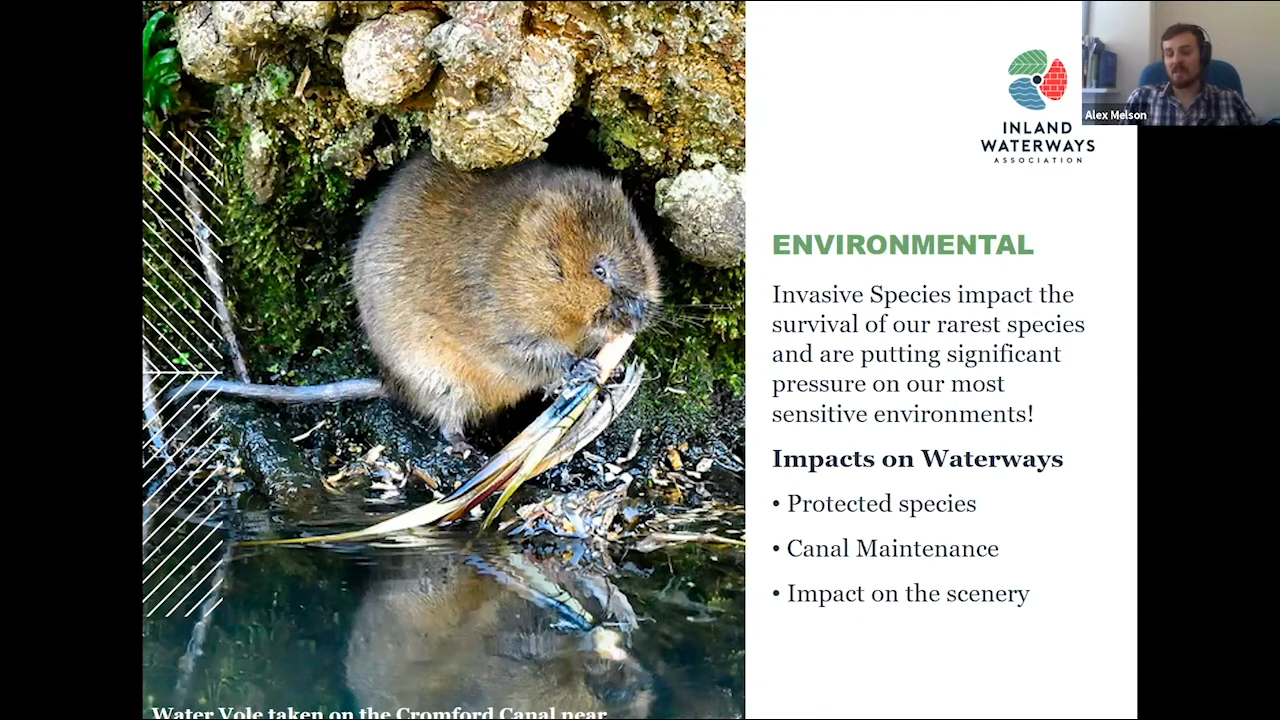 INLAND
WATERWAYS
ASSOCIATION
Alex Melson
ENVIRONMENTAL
Invasive Species impact the
survival of our rarest species
and are putting significant
pressure on our most
sensitive environments!
Impacts on Waterways
• Protected species
• Canal Maintenance
• Impact on the scenery
Water Vole taken on the Cromford Canal near